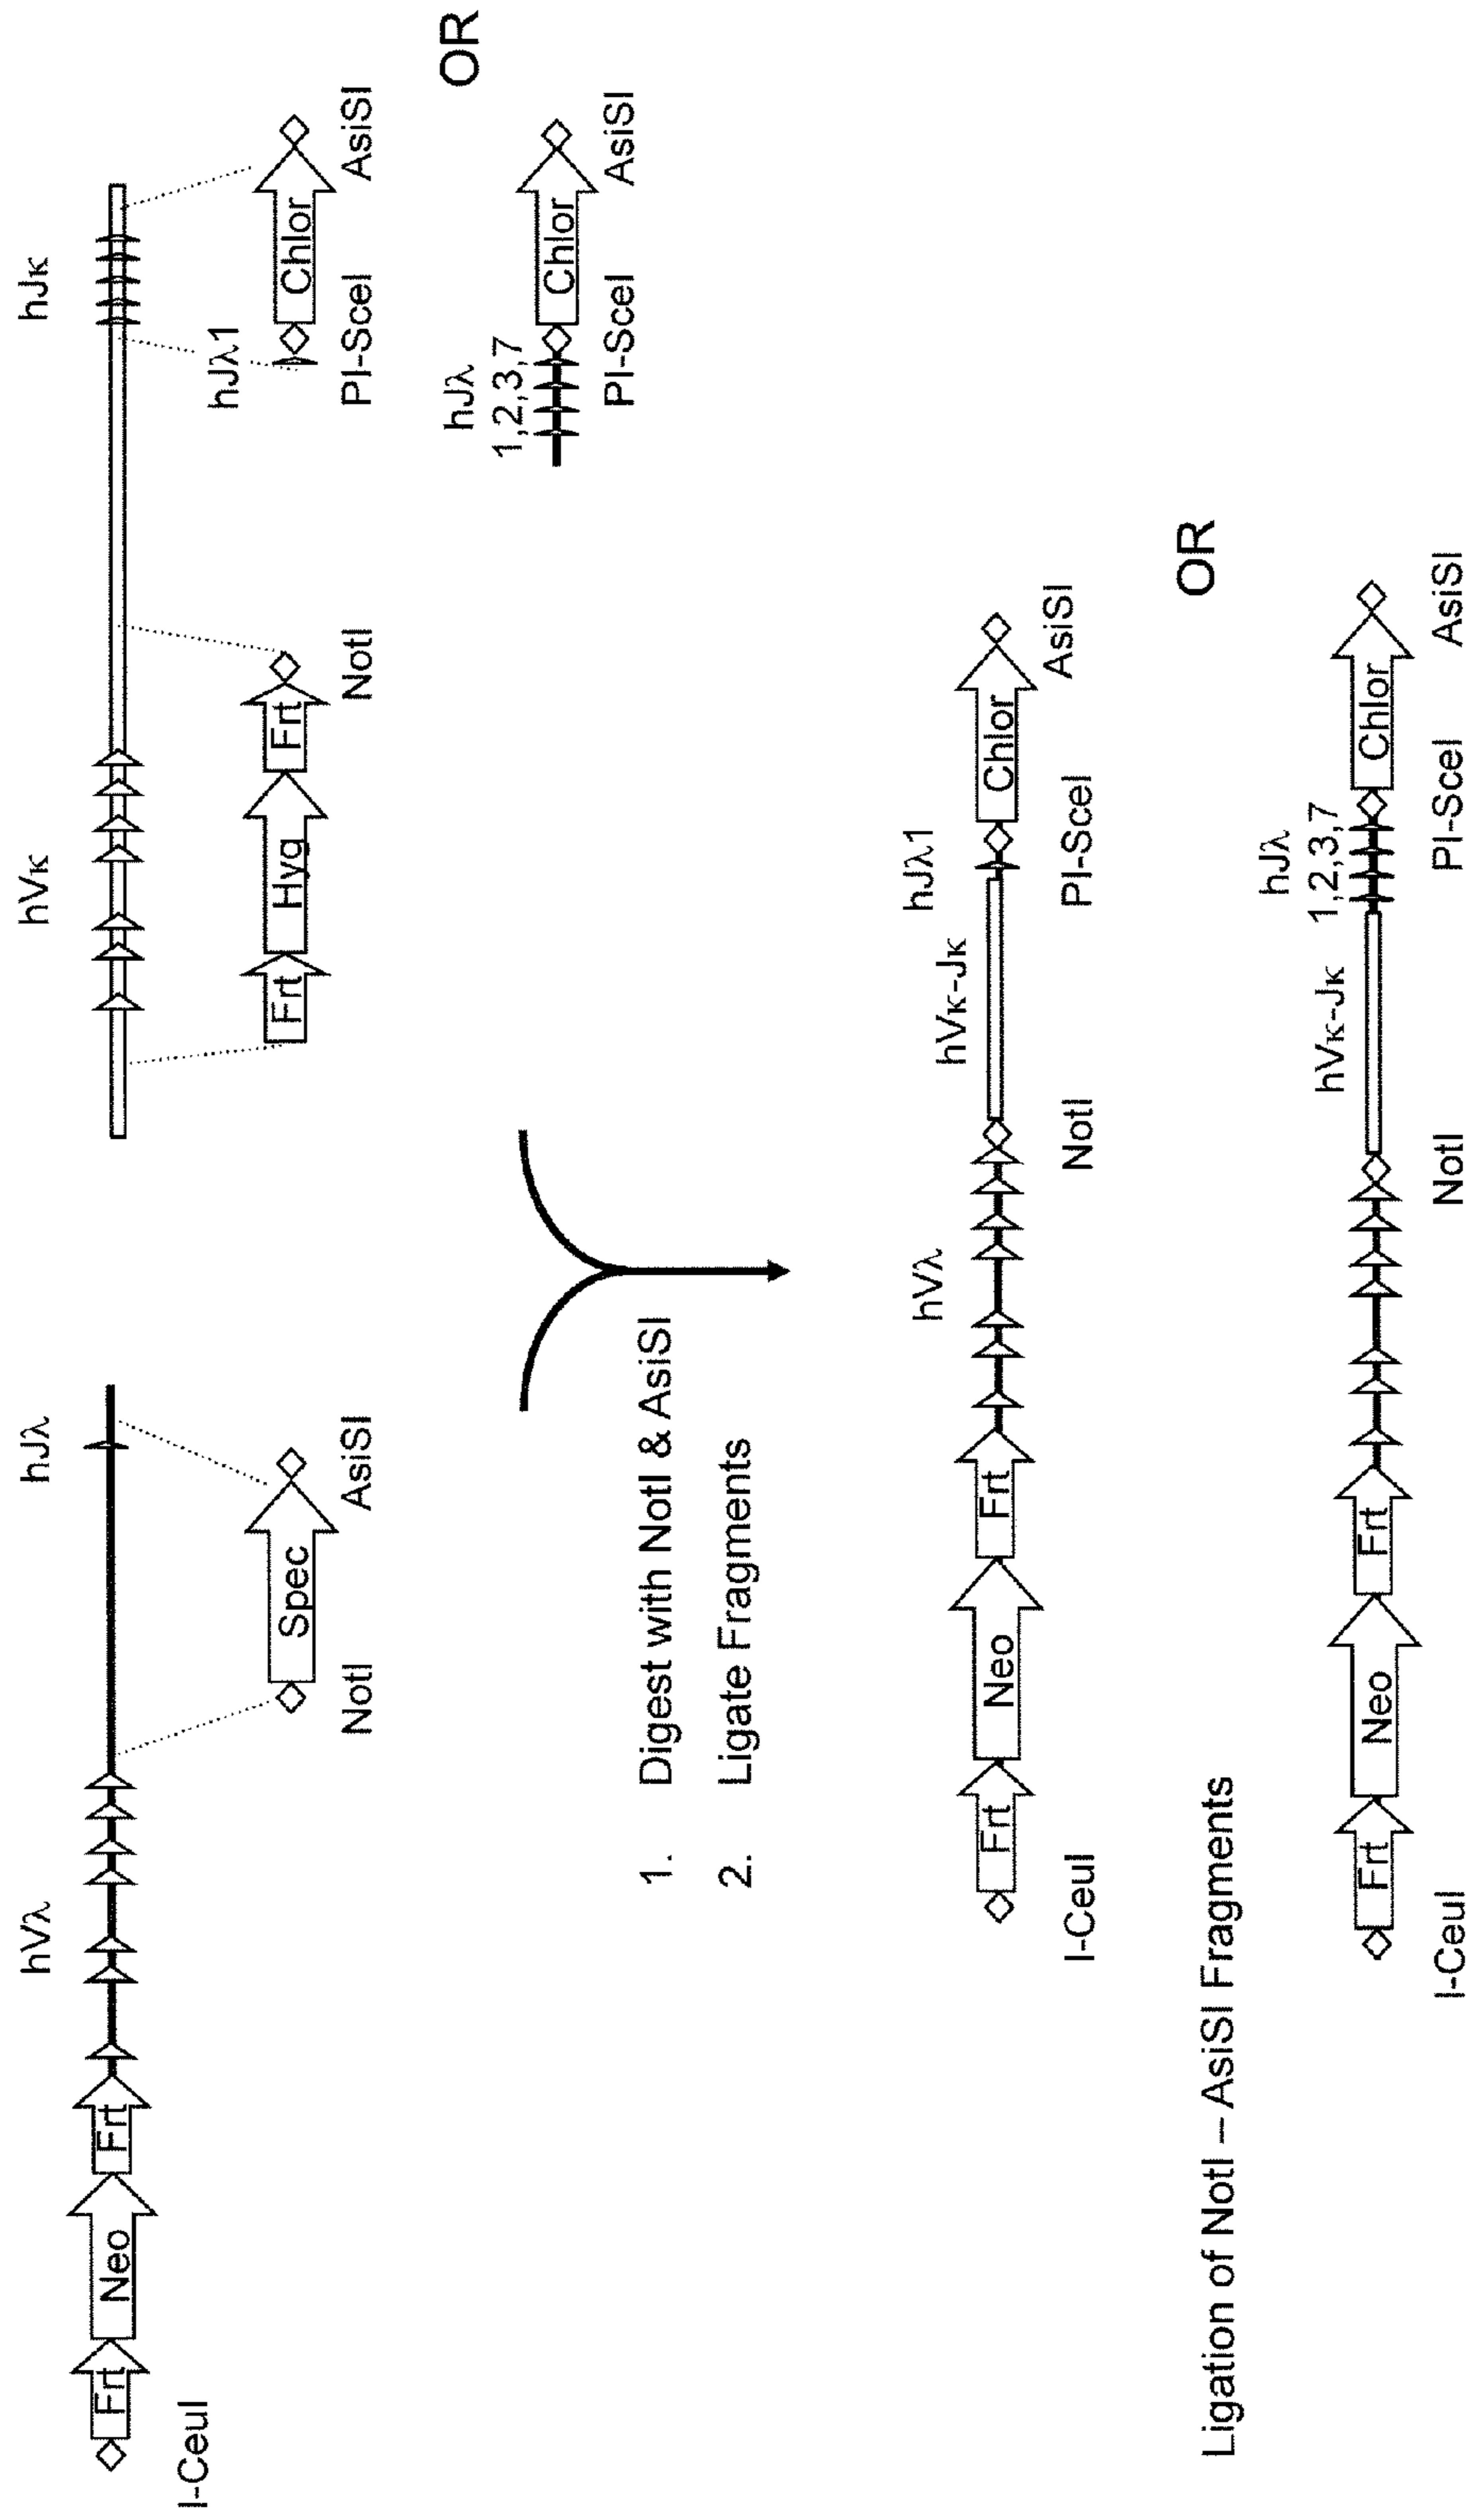 hVλ
hJλ
Frt
Neo
Frt
I-CeuI
Spec
NotI
AsiSI
hVκ
hJκ
Frt
Hyg
Frt
NotI
hJλ1
Chlor
PI-SceI
AsiSI
OR
hJλ
1,2,3,7
Chlor
PI-SceI
AsiSI
1. Digest with NotI & AsiSI
2. Ligate Fragments
hVλ
hVκ-Jκ
hJλ1
Frt
Neo
Frt
Chlor
I-CeuI
NotI
PI-SceI
AsiSI
Ligation of NotI – AsiSI Fragments
OR
hVκ-Jκ
hJλ
1,2,3,7
Frt
Neo
Frt
Chlor
I-CeuI
NotI
PI-SceI
AsiSI